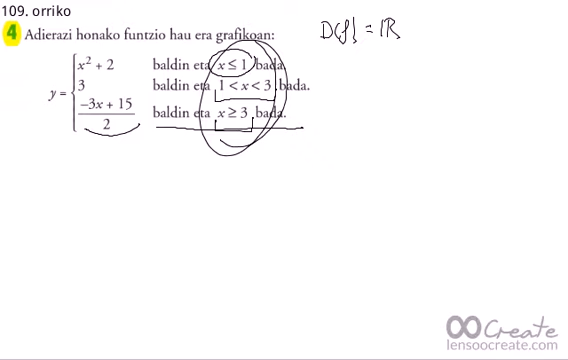 109. orriko
4 Adierazi honako funtzio hau era grafikoan:
D(f) = ℝ
x² + 2 baldin eta x ≤ 1 bada,
y = { 3 baldin eta 1 < x < 3 bada.
(−3x + 15)/2 baldin eta x ≥ 3 bada.
Create
lensoocreate.com